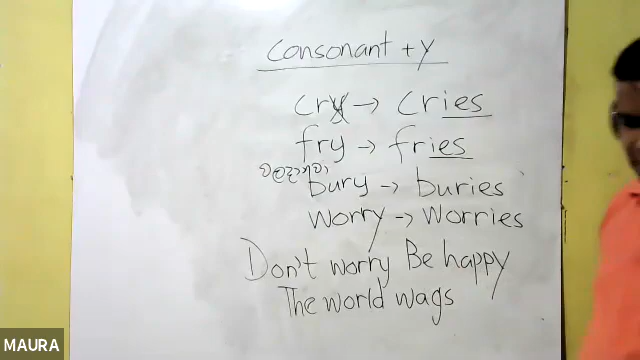 Consonant + y
cry → cries
fry → fries
bury → buries
worry → worries
Don't worry Be happy
The world wags
MAURA